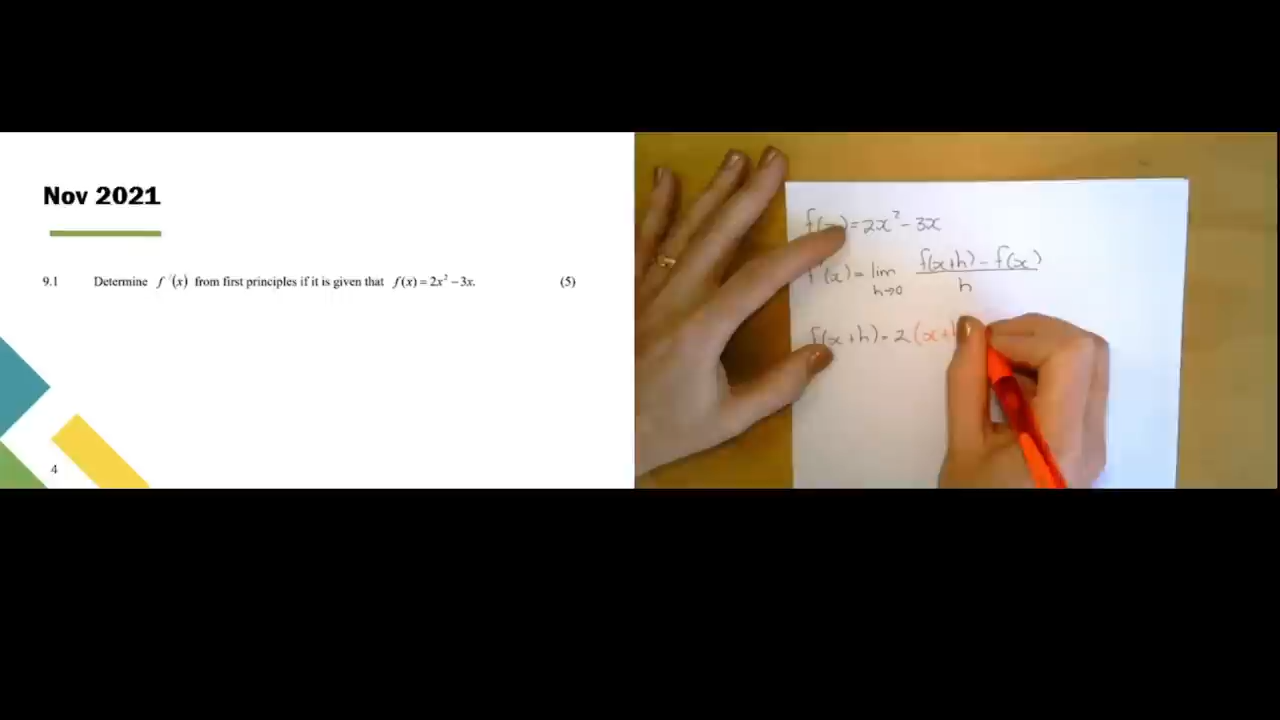 Nov 2021
9.1 Determine f ′(x) from first principles if it is given that f(x) = 2x² − 3x. (5)
4
= 2x² − 3x
f'(x) = lim h→0 f(x+h) − f(x) / h
f(x+h) = 2(x+h